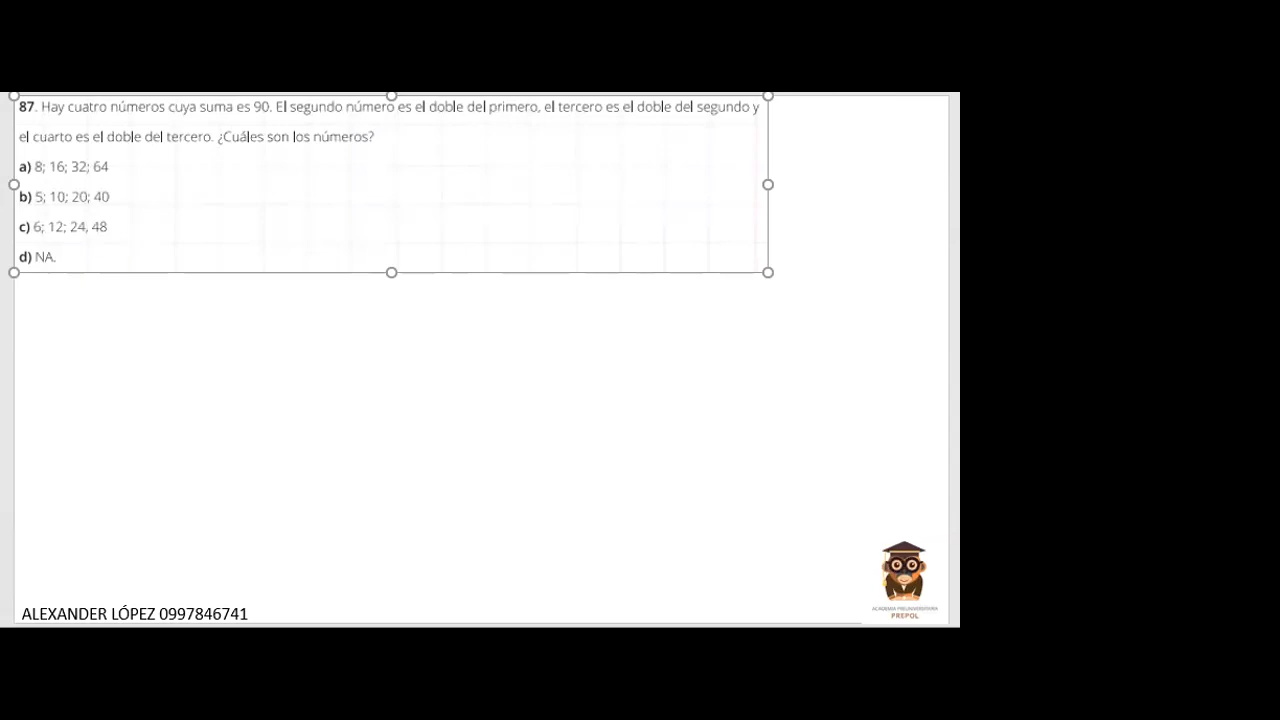 87. Hay cuatro números cuya suma es 90. El segundo número es el doble del primero, el tercero es el doble del segundo y
el cuarto es el doble del tercero. ¿Cuáles son los números?
a) 8; 16; 32; 64
b) 5; 10; 20; 40
c) 6; 12; 24, 48
d) NA.
ACADEMIA PREUNIVERSITARIA
PREPOL
ALEXANDER LÓPEZ 0997846741